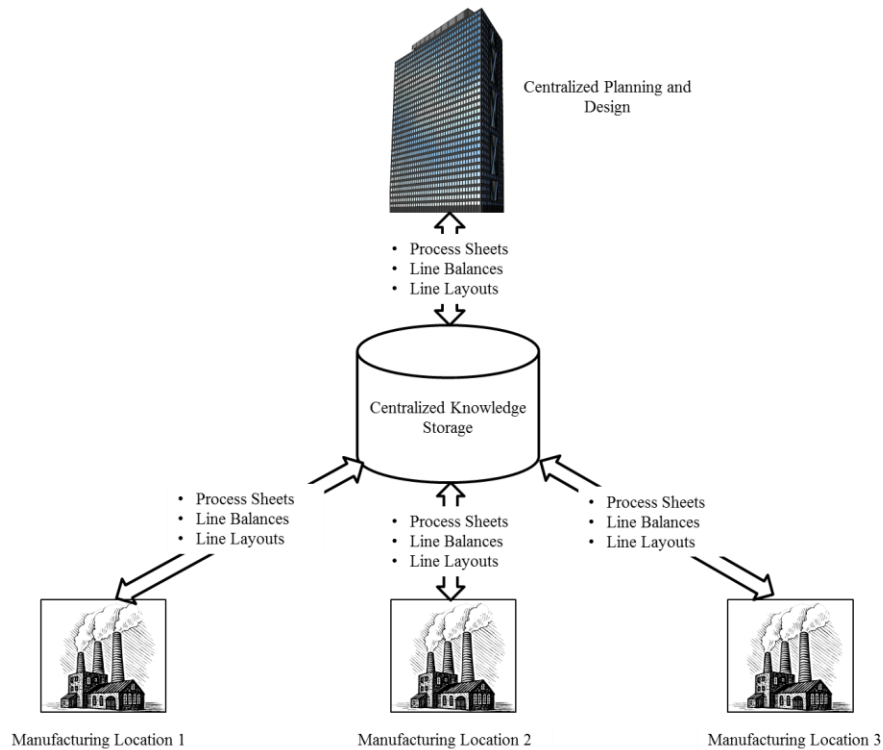 Centralized Planning and
Design
• Process Sheets
• Line Balances
• Line Layouts
Centralized Knowledge
Storage
• Process Sheets
• Line Balances
• Line Layouts
• Process Sheets
• Line Balances
• Line Layouts
• Process Sheets
• Line Balances
• Line Layouts
Manufacturing Location 1
Manufacturing Location 2
Manufacturing Location 3